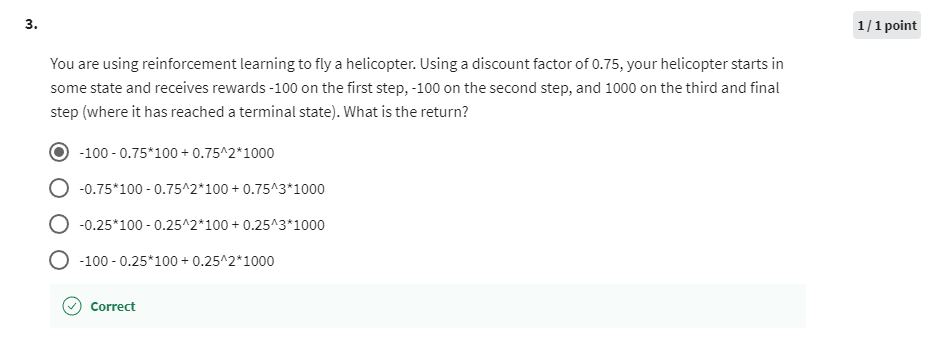 3.
1 / 1 point
You are using reinforcement learning to fly a helicopter. Using a discount factor of 0.75, your helicopter starts in
some state and receives rewards -100 on the first step, -100 on the second step, and 1000 on the third and final
step (where it has reached a terminal state). What is the return?
-100 - 0.75*100 + 0.75^2*1000
-0.75*100 - 0.75^2*100 + 0.75^3*1000
-0.25*100 - 0.25^2*100 + 0.25^3*1000
-100 - 0.25*100 + 0.25^2*1000
Correct